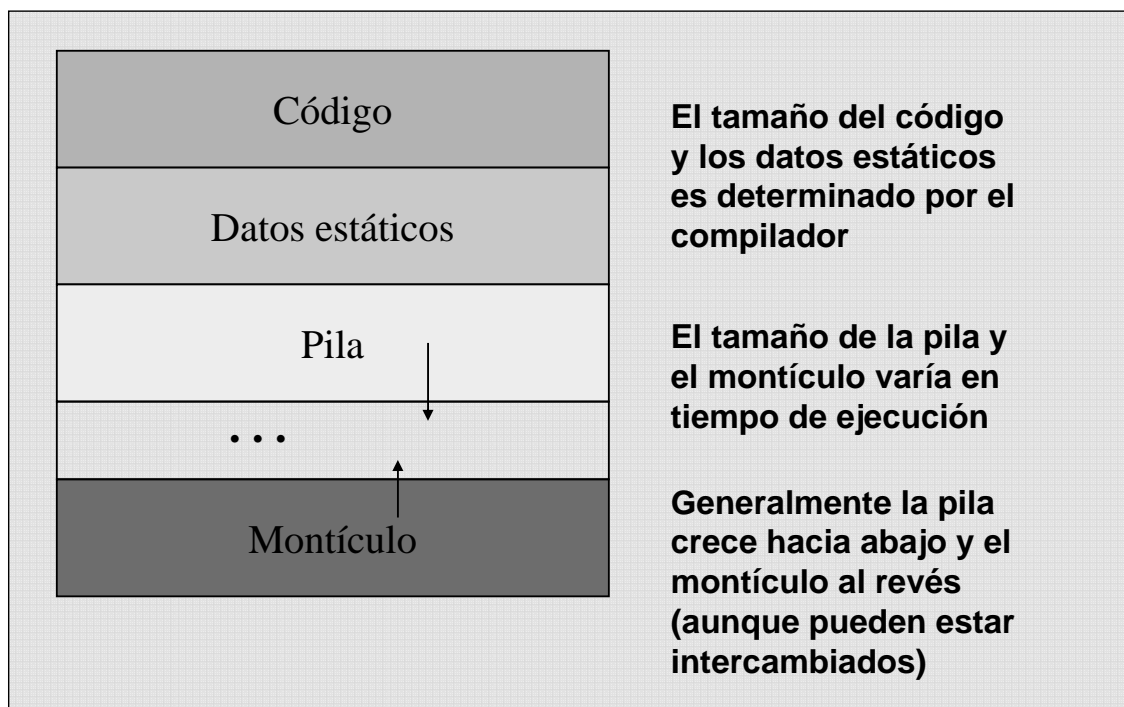 Código
Datos estáticos
Pila
...
Montículo
El tamaño del código
y los datos estáticos
es determinado por el
compilador
El tamaño de la pila y
el montículo varía en
tiempo de ejecución
Generalmente la pila
crece hacia abajo y el
montículo al revés
(aunque pueden estar
intercambiados)